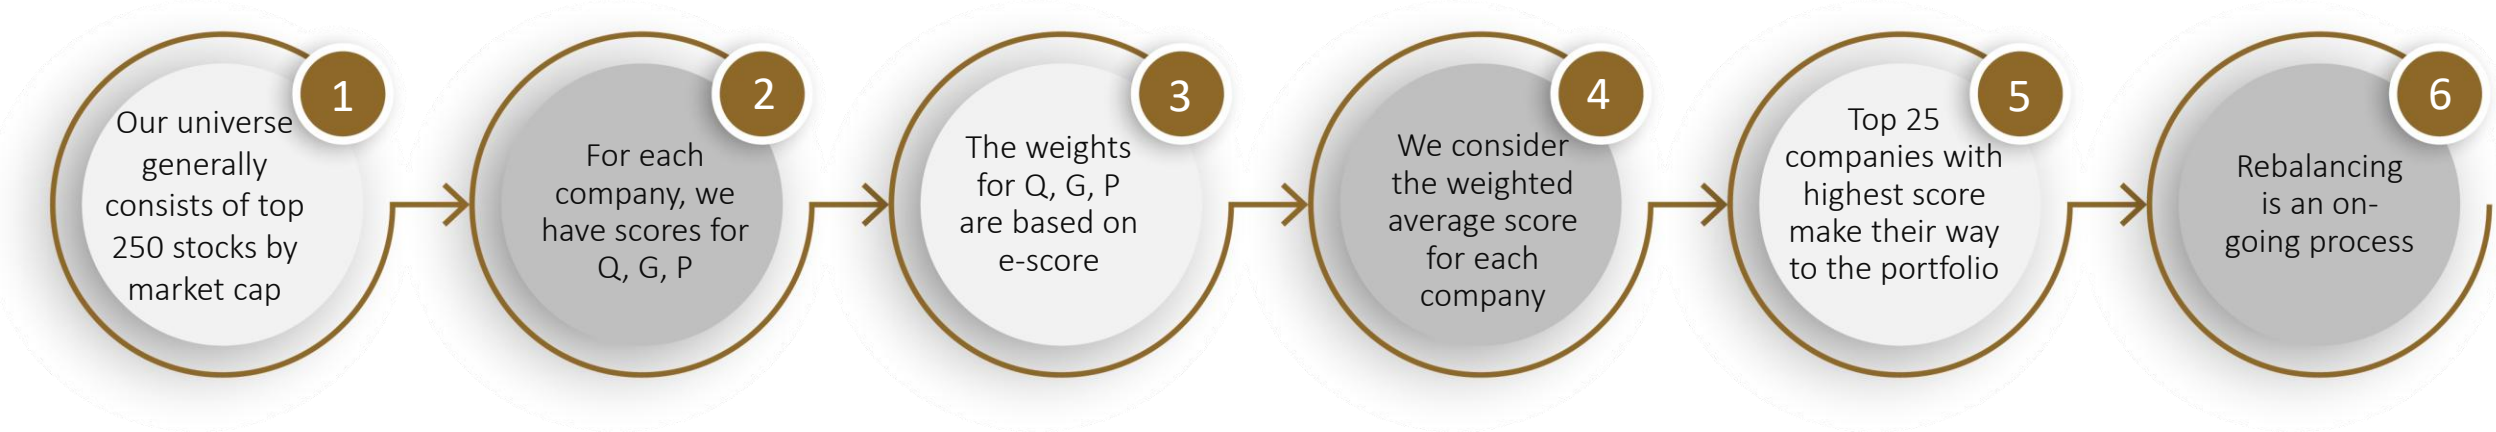 1
Our universe
generally
consists of top
250 stocks by
market cap
2
For each
company, we
have scores for
Q, G, P
3
The weights
for Q, G, P
are based on
e-score
4
We consider
the weighted
average score
for each
company
5
Top 25
companies with
highest score
make their way
to the portfolio
6
Rebalancing
is an on-
going process